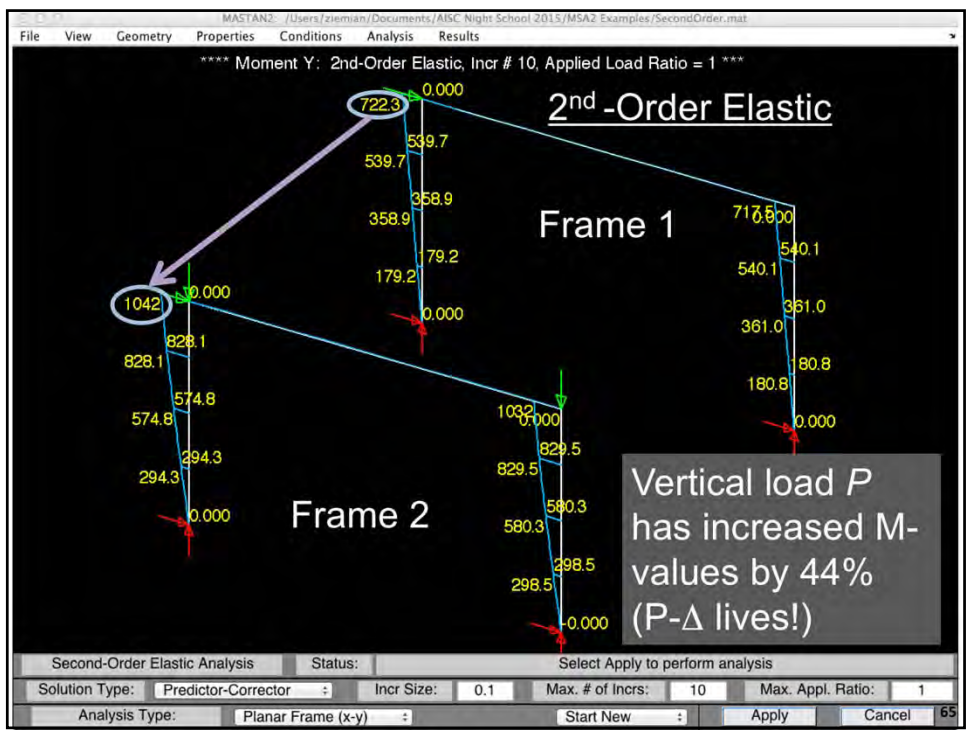 MASTAN2: /Users/ziemian/Documents/AISC Night School 2015/MSA2 Examples/SecondOrder.mat
File View Geometry Properties Conditions Analysis Results
**** Moment Y: 2nd-Order Elastic, Incr # 10, Applied Load Ratio = 1 ***
722.3 0.000
2nd -Order Elastic
539.7
539.7
358.9
358.9
179.2
179.2
0.000
Frame 1
717.5 0.000
540.1
540.1
361.0
361.0
180.8
180.8
0.000
1042 0.000
828.1
828.1
574.8
574.8
294.3
294.3
0.000
Frame 2
1032 0.000
829.5
829.5
580.3
580.3
298.5
298.5
-0.000
Vertical load P
has increased M-
values by 44%
(P-Δ lives!)
Second-Order Elastic Analysis Status: Select Apply to perform analysis
Solution Type: Predictor-Corrector Incr Size: 0.1 Max. # of Incrs: 10 Max. Appl. Ratio: 1
Analysis Type: Planar Frame (x-y) Start New Apply Cancel 65